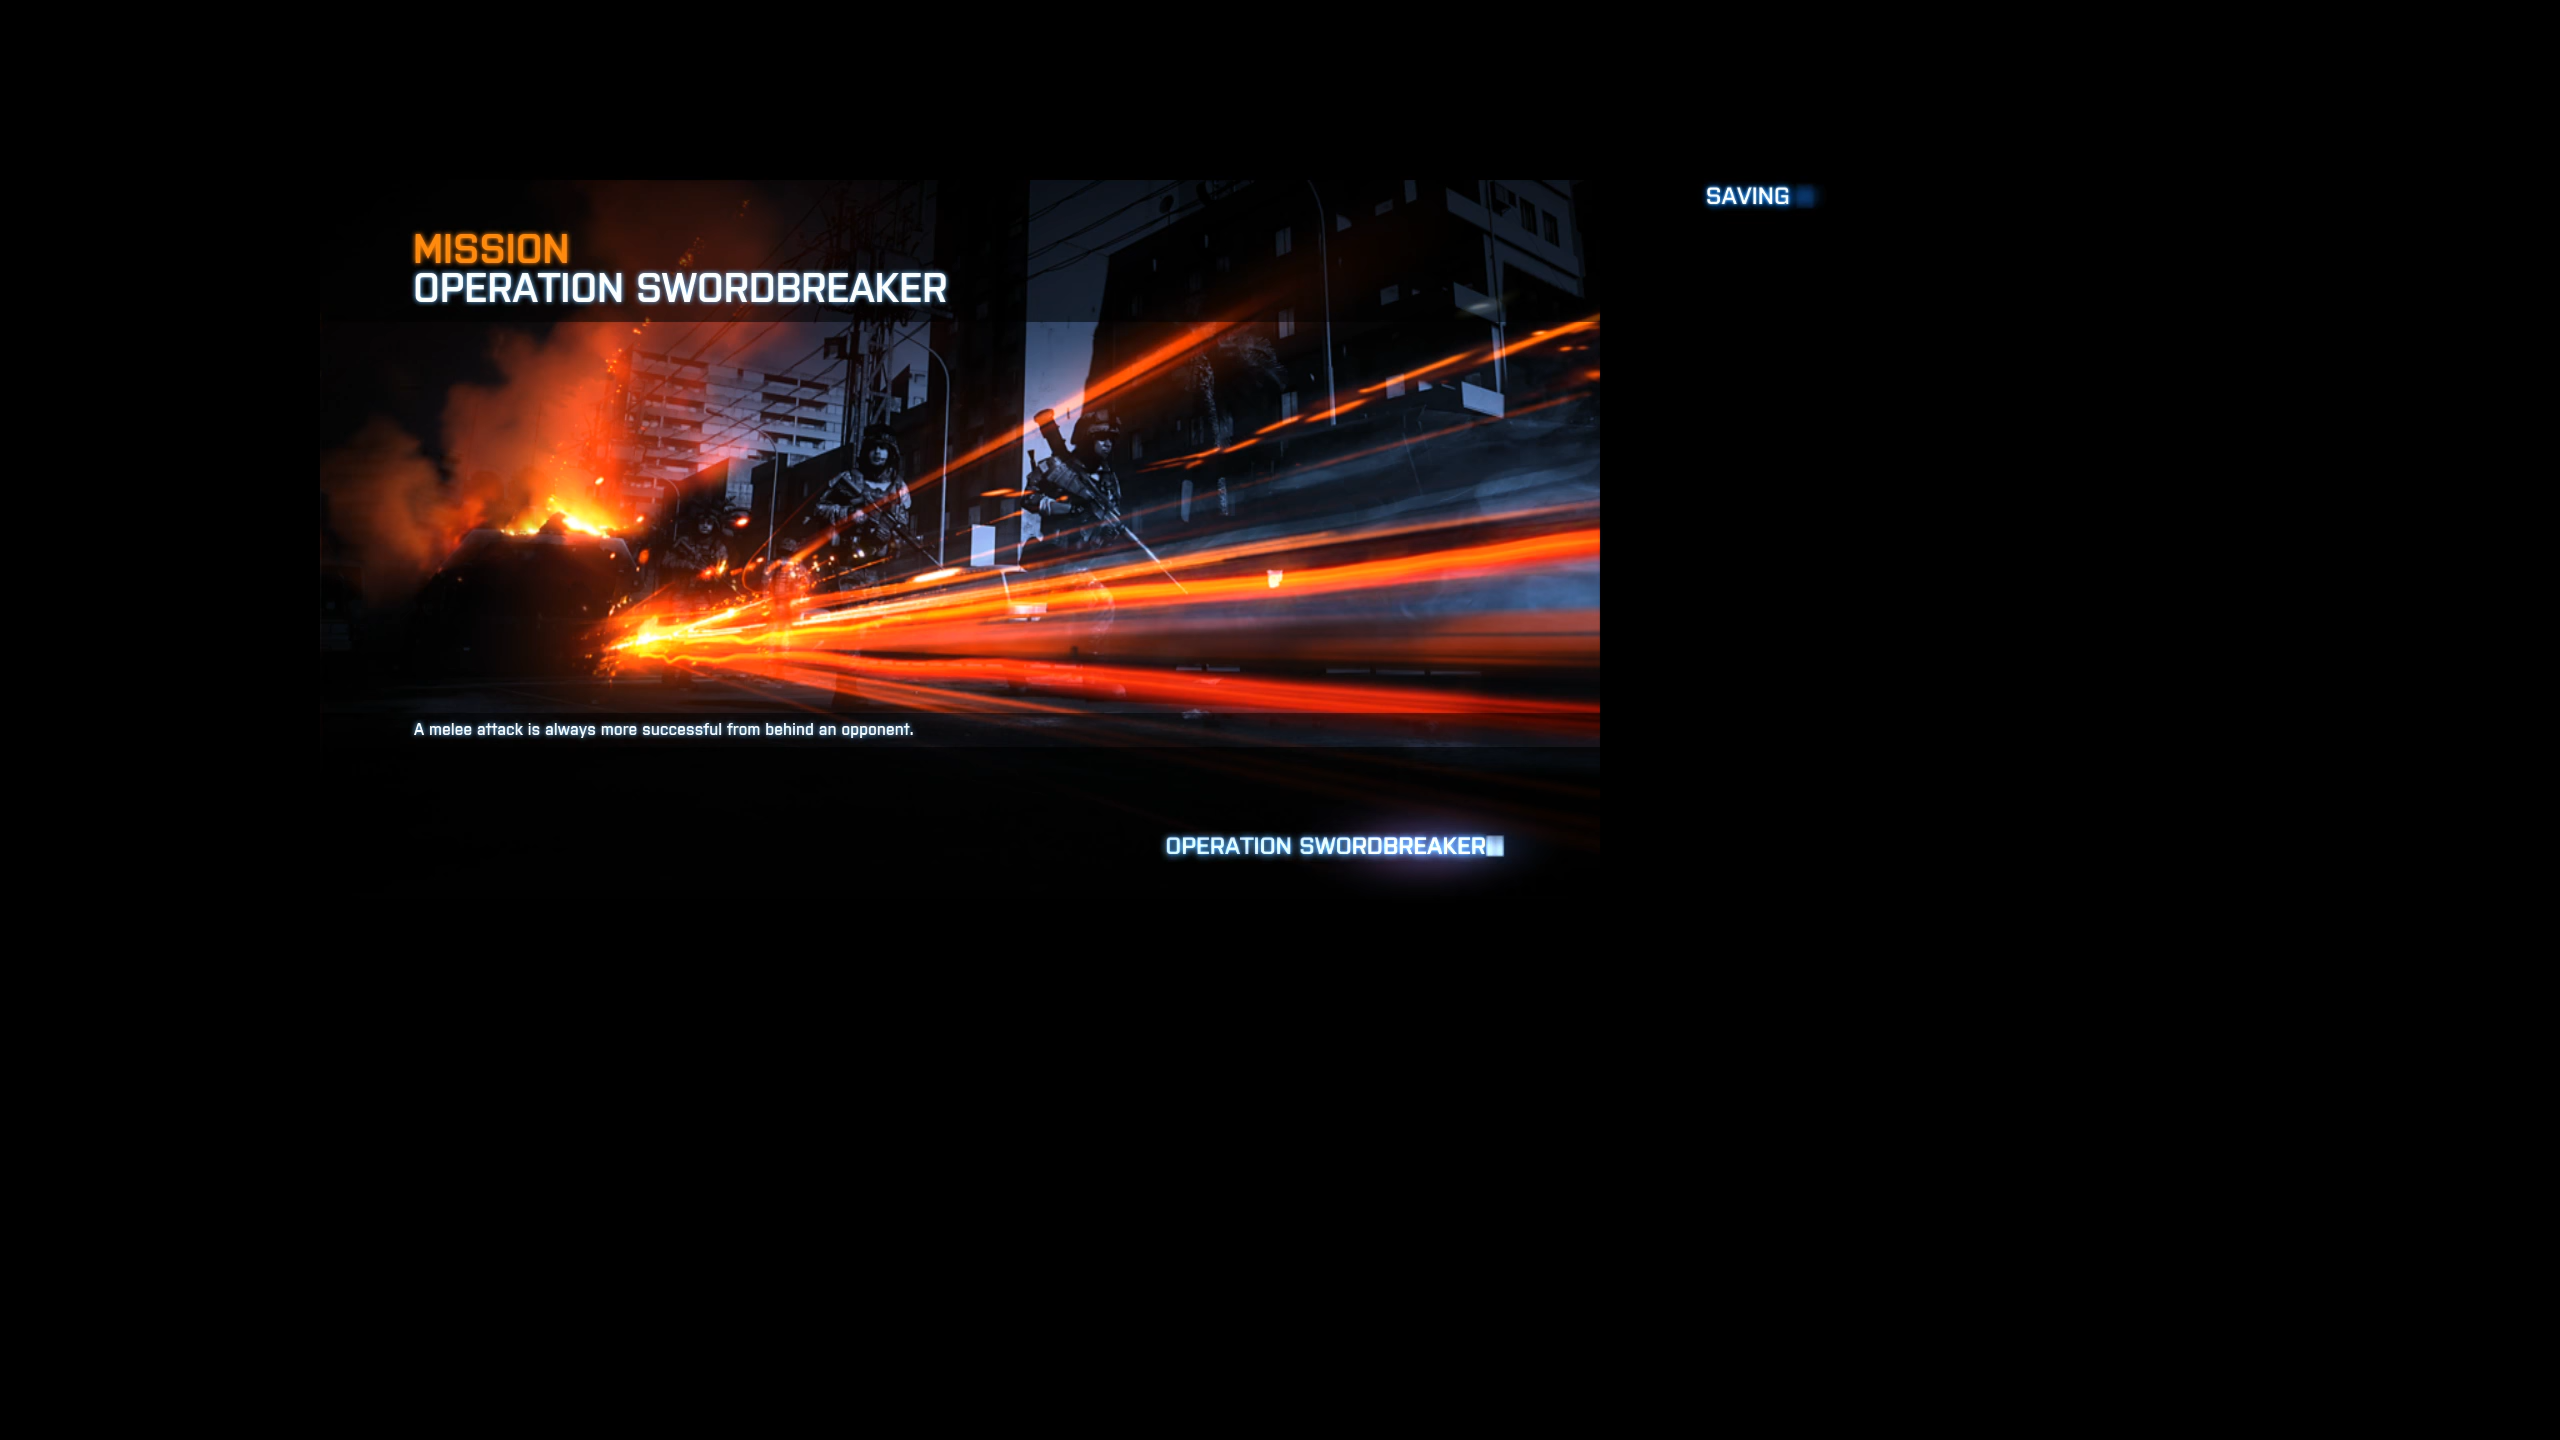 SAVING
MISSION
OPERATION SWORDBREAKER
A melee attack is always more successful from behind an opponent.
OPERATION SWORDBREAKER